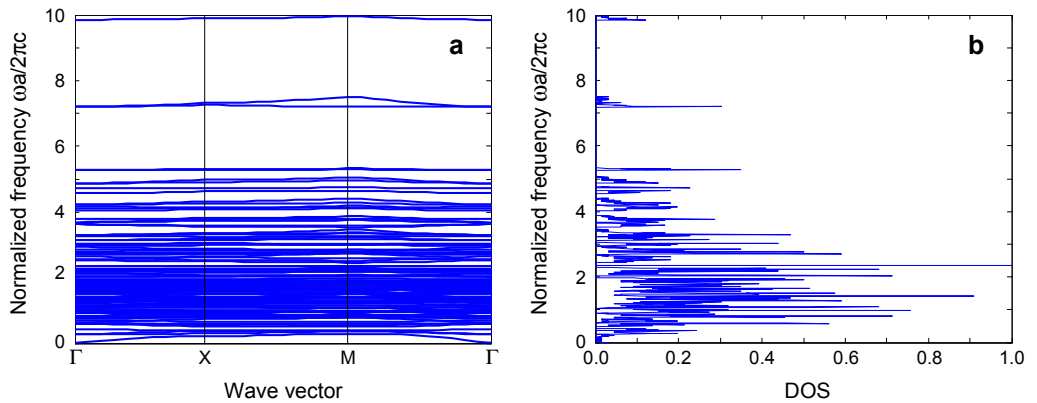 Normalized frequency ωa/2πc
10
8
6
4
2
0
a
Γ
X
M
Γ
Wave vector
Normalized frequency ωa/2πc
10
8
6
4
2
0
b
0.0
0.2
0.4
0.6
0.8
1.0
DOS